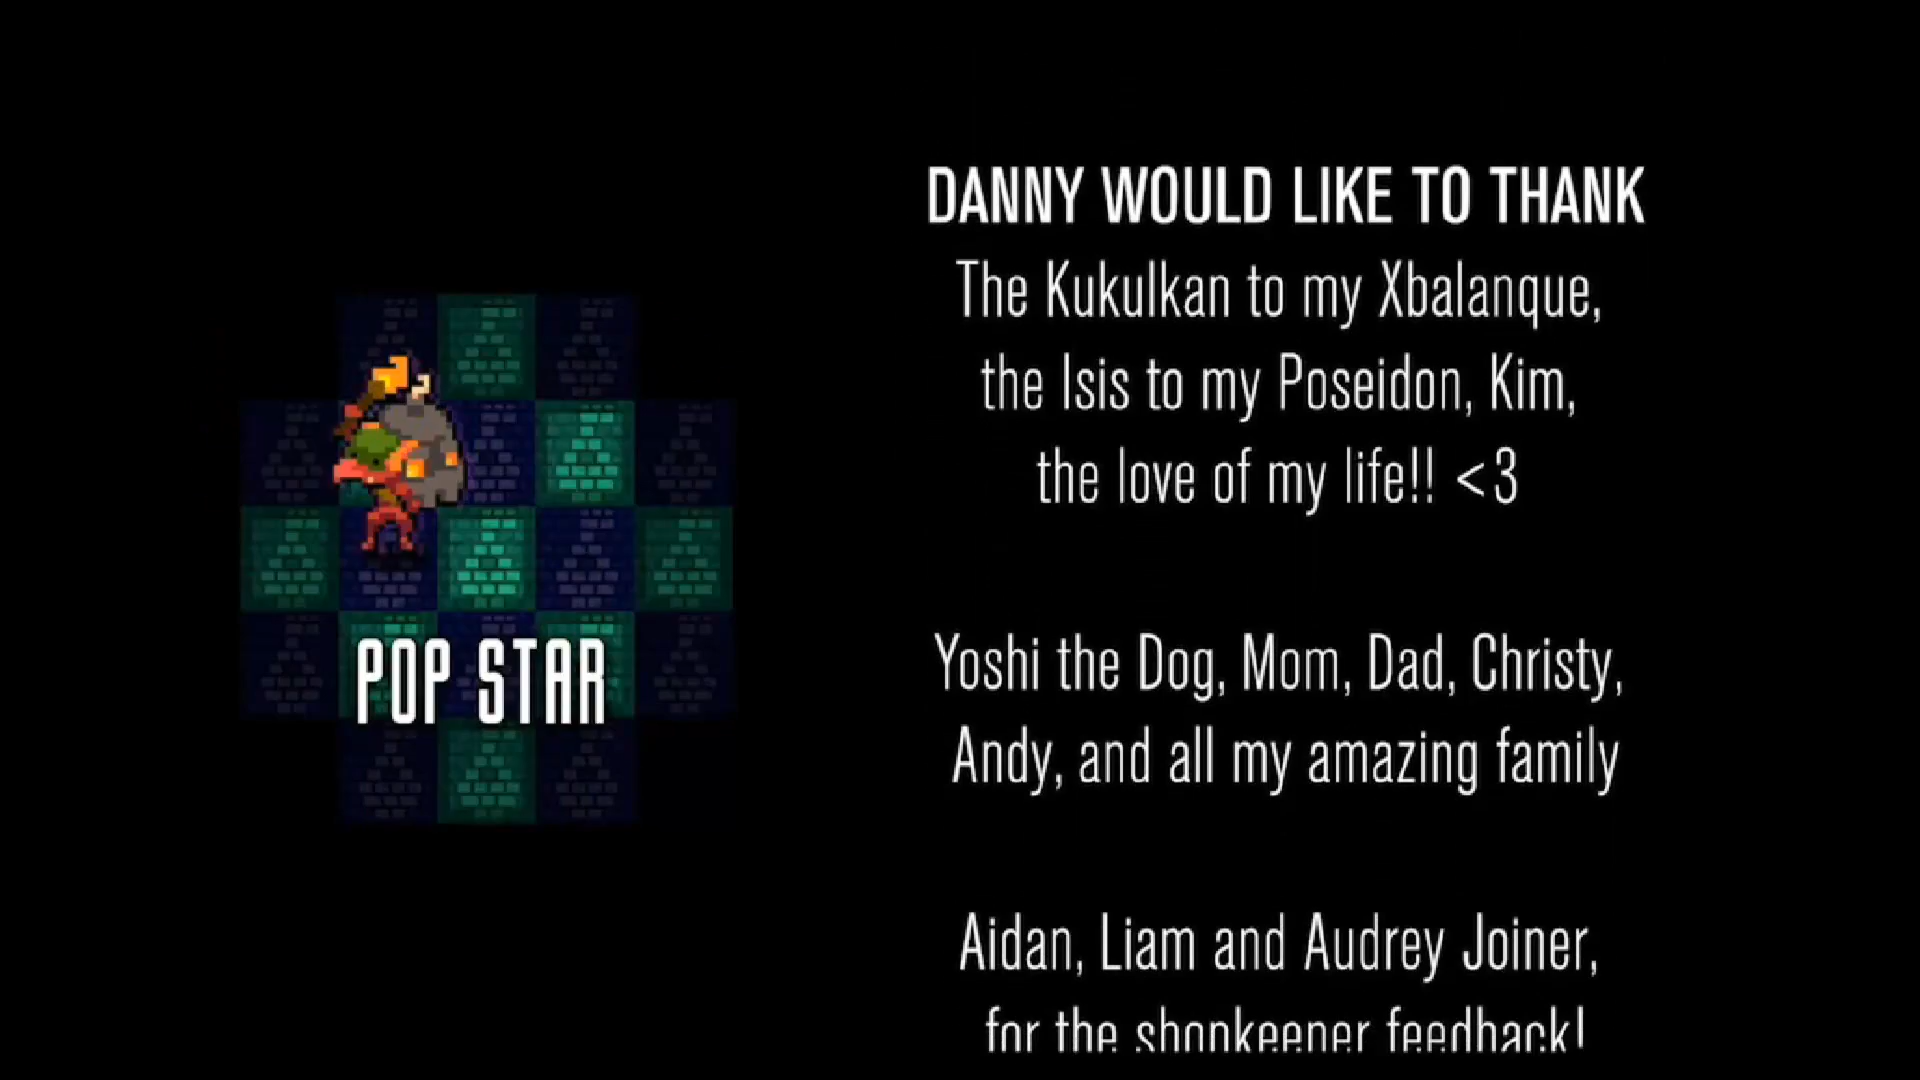 POP STAR
DANNY WOULD LIKE TO THANK
The Kukulkan to my Xbalanque,
the Isis to my Poseidon, Kim,
the love of my life!! <3
Yoshi the Dog, Mom, Dad, Christy,
Andy, and all my amazing family
Aidan, Liam and Audrey Joiner,
for the shopkeeper feedback!